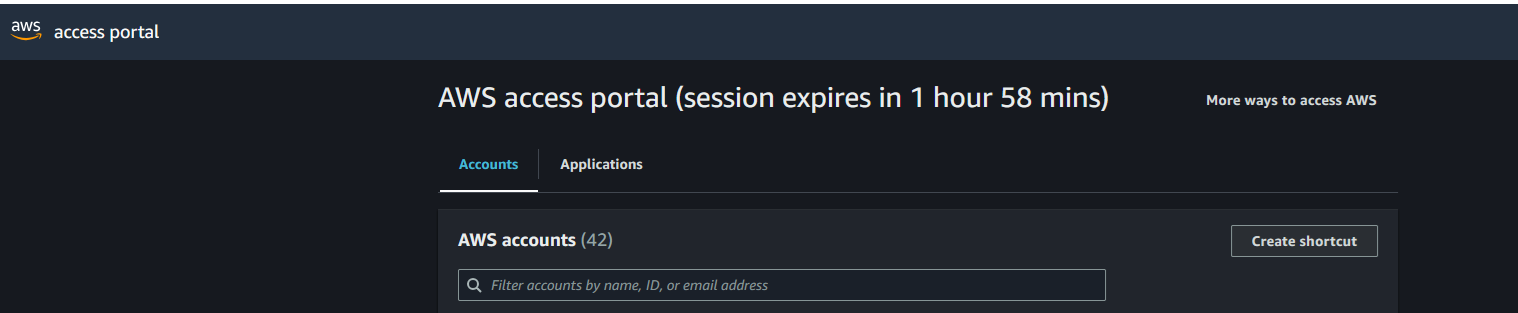 aws access portal
AWS access portal (session expires in 1 hour 58 mins)
More ways to access AWS
Accounts
Applications
AWS accounts (42)
Create shortcut
Filter accounts by name, ID, or email address